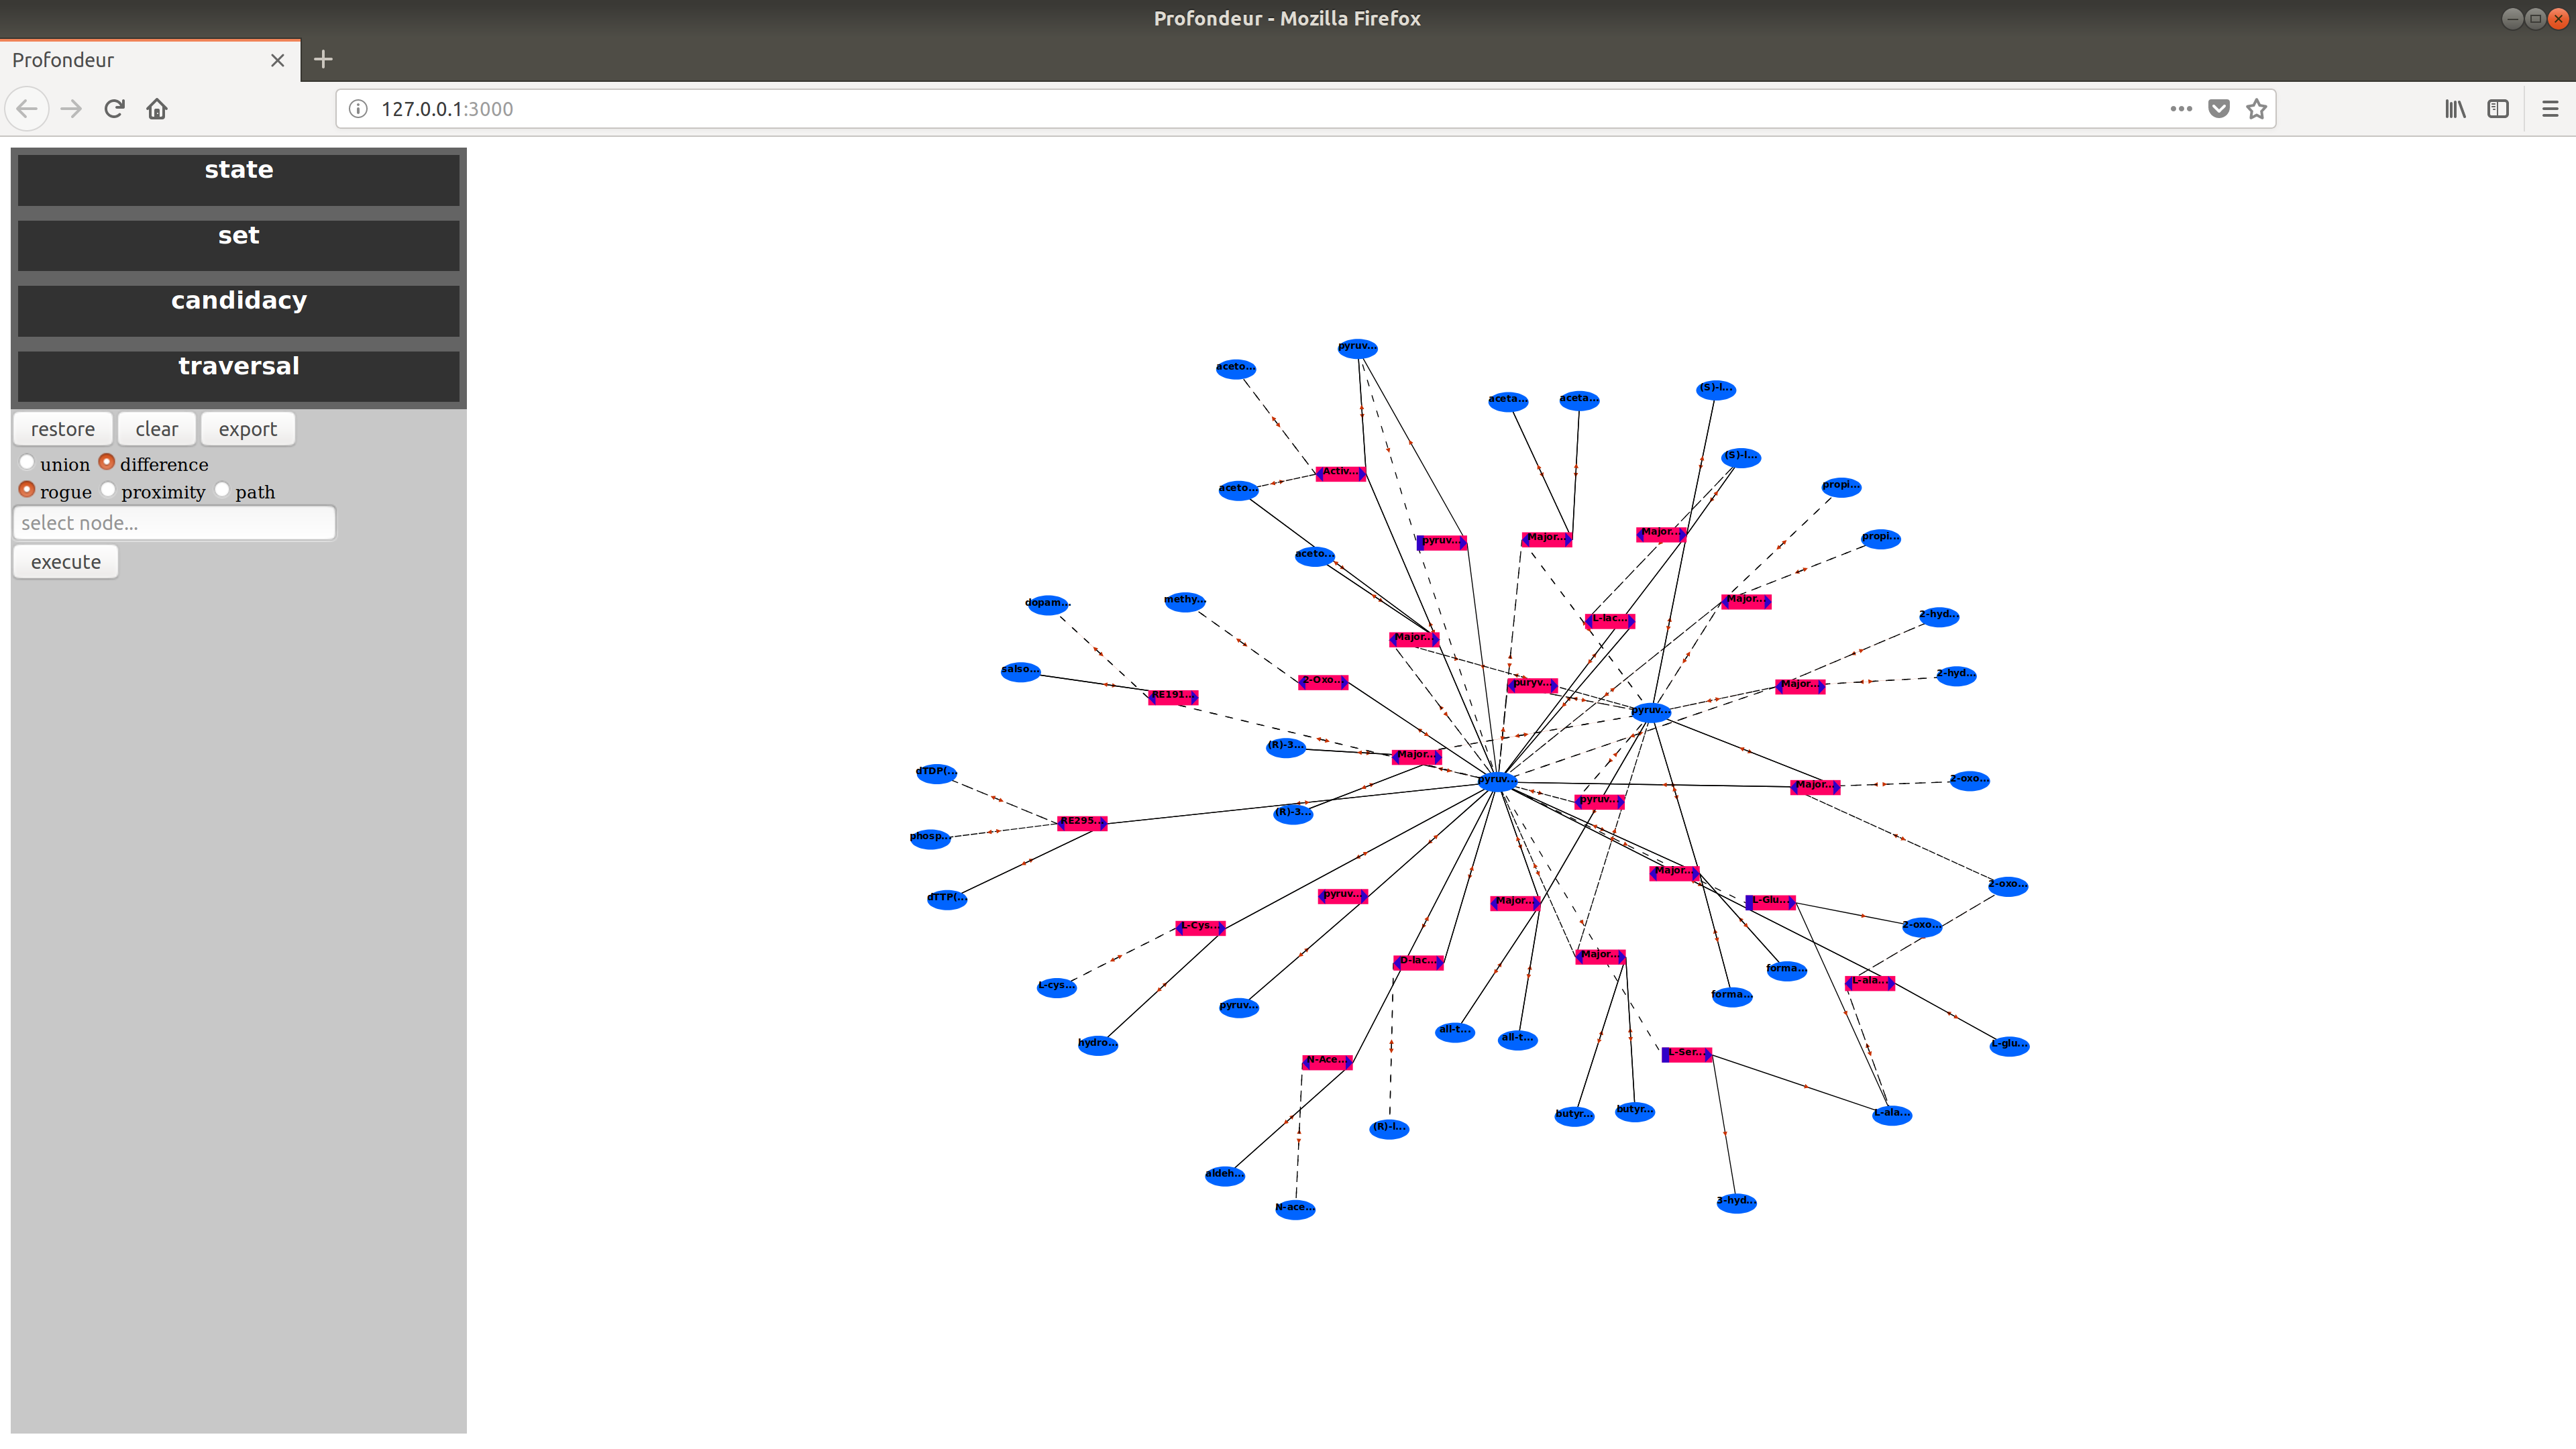 Profondeur - Mozilla Firefox
Profondeur
127.0.0.1:3000
state
set
candidacy
traversal
restore clear export
union difference
rogue proximity path
select node...
execute
pyruv...
aceto...
(S)-l...
aceta... aceta...
(S)-l...
Activ...
aceto...
propi...
Major...
pyruv... Major... propi...
aceto...
Major...
methy...
dopam...
2-hyd...
L-lac...
Major...
salso...
2-hyd...
2-Oxo... puryv... Major...
RE191...
pyruv...
(R)-3...
Major...
dTDP(...
pyruv... 2-oxo...
Major...
pyruv...
(R)-3...
RE295...
phosp...
Major...
2-oxo...
pyruv...
dTTP(...
Major... L-Glu...
L-Cys... 2-oxo...
Major...
D-lac...
forma...
L-ala...
L-cys...
forma...
pyruv...
all-t...
all-t...
hydro...
L-glu...
L-Ser...
N-Ace...
butyr... butyr... L-ala...
(R)-l...
aldeh...
3-hyd...
N-ace...